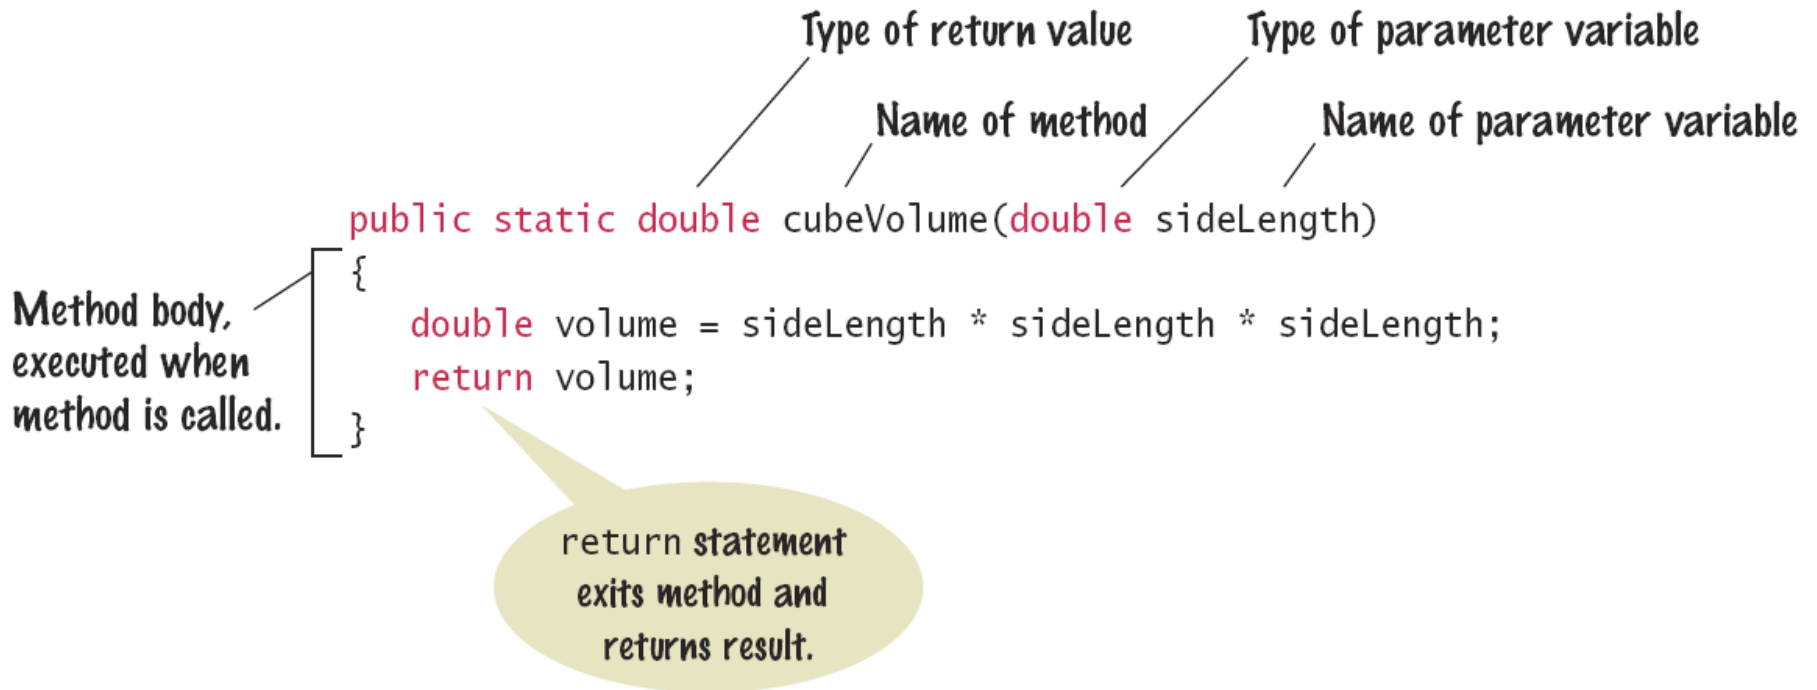 Type of return value
Type of parameter variable
Name of method
Name of parameter variable
public static double cubeVolume(double sideLength)
{
double volume = sideLength * sideLength * sideLength;
return volume;
}
Method body,
executed when
method is called.
return statement
exits method and
returns result.